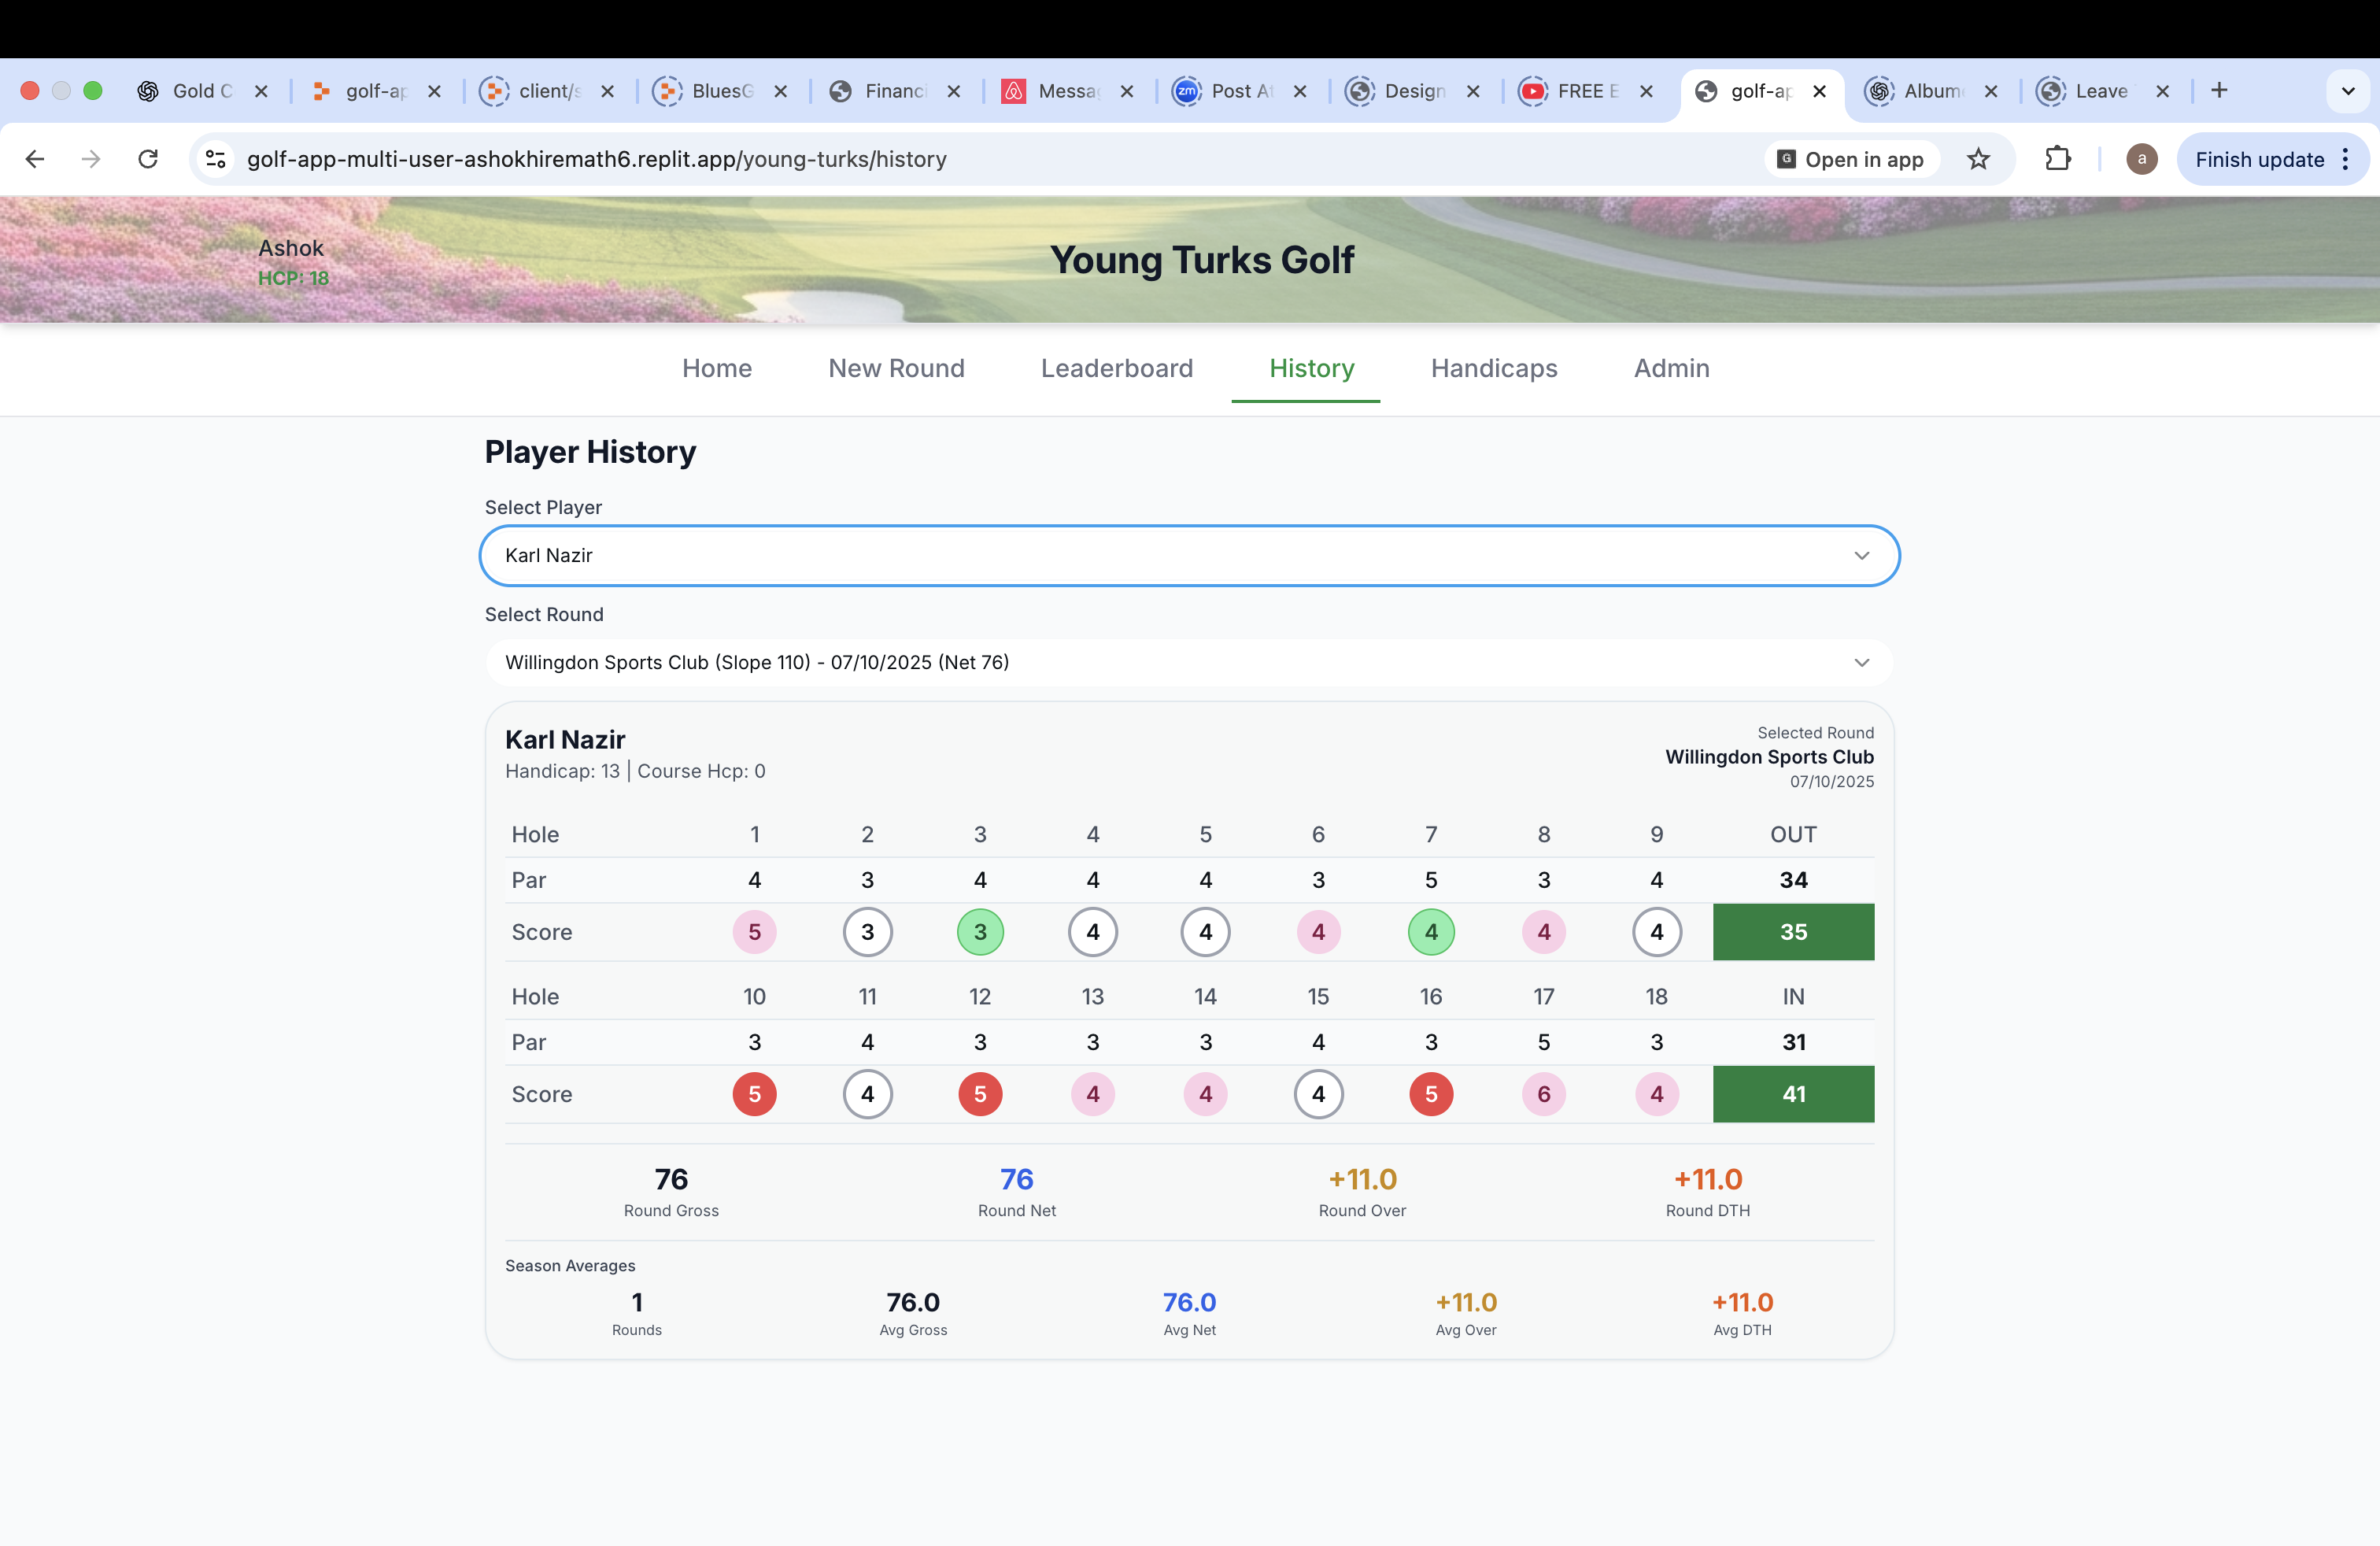 Gold C
golf-ap
client/s
BluesG
Financi
Messag
zm
Post At
Design
FREE E
golf-ap
Album
Leave
golf-app-multi-user-ashokhiremath6.replit.app/young-turks/history
G
Open in app
a
Finish update
Ashok
HCP: 18
Young Turks Golf
Home New Round Leaderboard History Handicaps Admin
Player History
Select Player
Karl Nazir
Select Round
Willingdon Sports Club (Slope 110) - 07/10/2025 (Net 76)
Karl Nazir
Handicap: 13 | Course Hcp: 0
Selected Round
Willingdon Sports Club
07/10/2025
Hole 1 2 3 4 5 6 7 8 9 OUT
Par 4 3 4 4 4 3 5 3 4 34
Score 5 3 3 4 4 4 4 4 4 35
Hole 10 11 12 13 14 15 16 17 18 IN
Par 3 4 3 3 3 4 3 5 3 31
Score 5 4 5 4 4 4 5 6 4 41
76 76 +11.0 +11.0
Round Gross Round Net Round Over Round DTH
Season Averages
1 76.0 76.0 +11.0 +11.0
Rounds Avg Gross Avg Net Avg Over Avg DTH